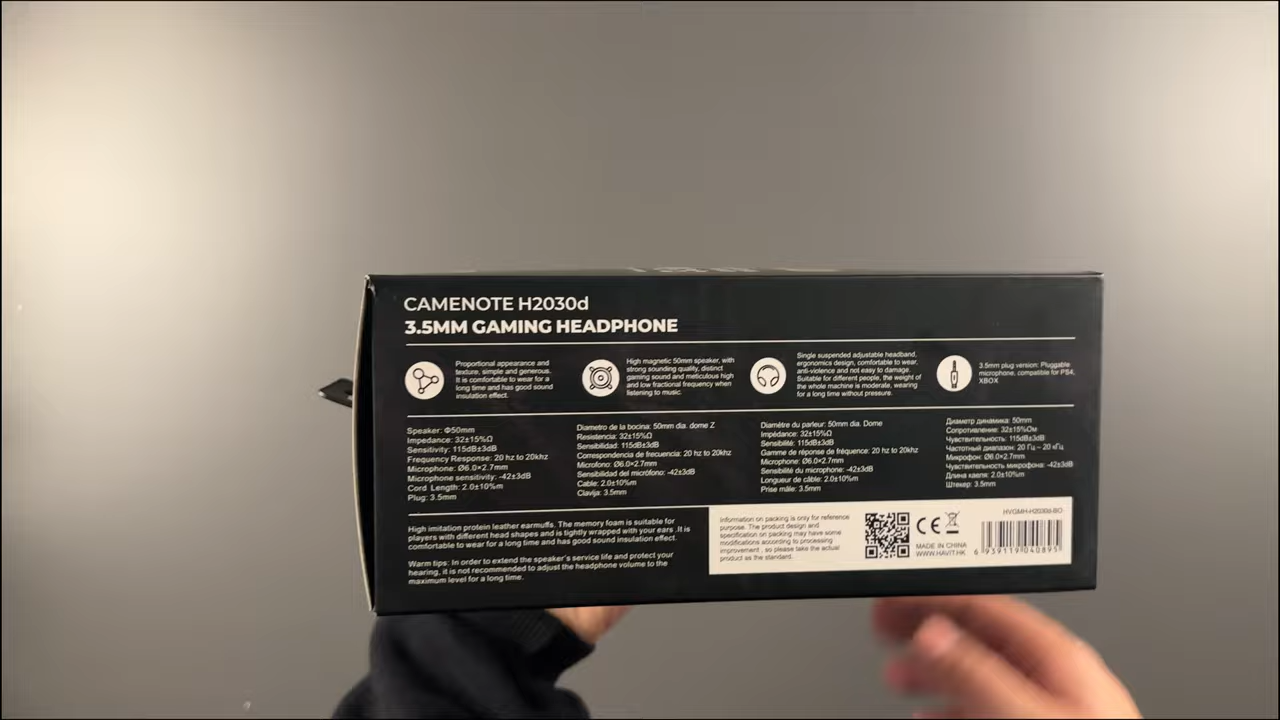 CAMENOTE H2030d
3.5MM GAMING HEADPHONE
Proportional appearance and
texture, simple and generous.
It is comfortable to wear for a
long time and has good sound
insulation effect.
High magnetic 50mm speaker, with
strong sounding quality, distinct
gaming sound and meticulous high
and low fractional frequency when
listening to music.
Single suspended adjustable headband,
ergonomics design, comfortable to wear,
anti-violence and not easy to damage.
Suitable for different people, the weight of
the whole machine is moderate, wearing
for a long time without pressure.
3.5mm plug version: Pluggable
microphone, compatible for PS4,
XBOX
Speaker: Φ50mm
Impedance: 32±15%Ω
Sensitivity: 115dB±3dB
Frequency Response: 20 hz to 20khz
Microphone: Ø6.0×2.7mm
Microphone sensitivity: -42±3dB
Cord Length: 2.0±10%m
Plug: 3.5mm
Diametro de la bocina: 50mm dia. dome Z
Resistencia: 32±15%Ω
Sensibilidad: 115dB±3dB
Correspondencia de frecuencia: 20 hz to 20khz
Microfono: Ø6.0×2.7mm
Sensibilidad del micrófono: -42±3dB
Cable: 2.0±10%m
Clavija: 3.5mm
Diamètre du parleur: 50mm dia. Dome
Impédance: 32±15%Ω
Sensibilité: 115dB±3dB
Gamme de réponse de fréquence: 20 hz to 20khz
Microphone: Ø6.0×2.7mm
Sensibilité du microphone: -42±3dB
Longueur de câble: 2.0±10%m
Prise mâle: 3.5mm
Диаметр динамика: 50mm
Сопротивление: 32±15%Ом
Чувствительность: 115dB±3dB
Частотный диапазон: 20 Гц ~ 20 кГц
Микрофон: Ø6.0×2.7mm
Чувствительность микрофона: -42±3dB
Длина кабеля: 2.0±10%m
Штекер: 3.5mm
High imitation protein leather earmuffs. The memory foam is suitable for
players with different head shapes and is tightly wrapped with your ears .It is
comfortable to wear for a long time and has good sound insulation effect.
Warm tips: In order to extend the speaker's service life and protect your
hearing, it is not recommended to adjust the headphone volume to the
maximum level for a long time.
Information on packing is only for reference
purpose. The product design and
specification on packing may have some
modifications according to processing
improvement , so please take the actual
product as the standard.
CE
MADE IN CHINA
WWW.HAVIT.HK
HVGMH-H2030d-BO
6 939119 040895